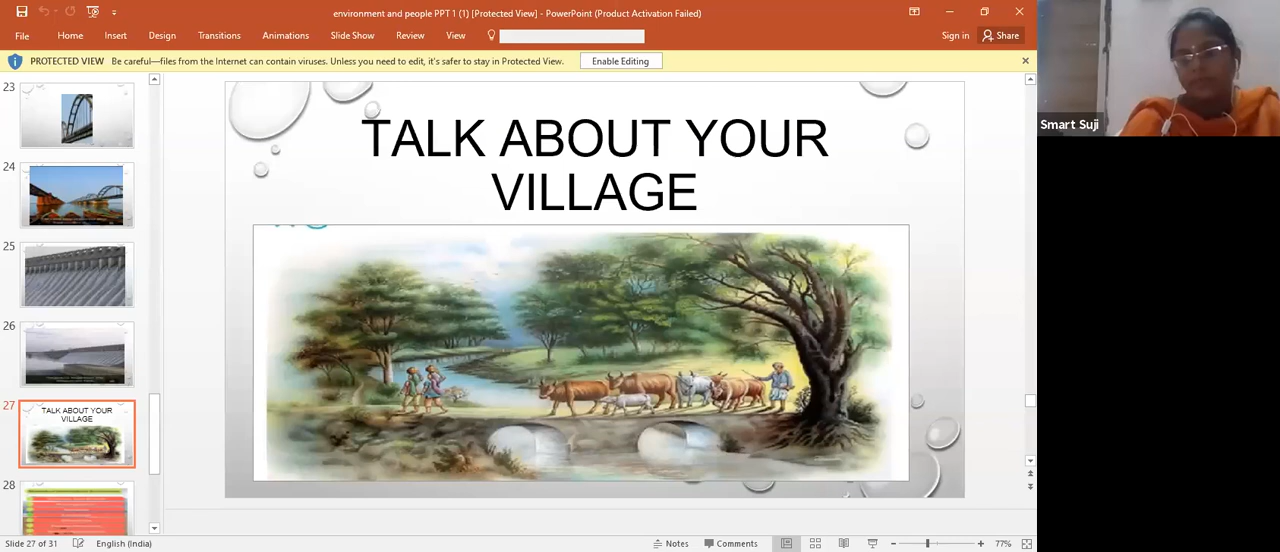 environment and people PPT 1 (1) [Protected View] - PowerPoint (Product Activation Failed)
File Home Insert Design Transitions Animations Slide Show Review View Sign in Share
PROTECTED VIEW Be careful—files from the Internet can contain viruses. Unless you need to edit, it's safer to stay in Protected View. Enable Editing
Smart Suji
23
24
25
26
27
TALK ABOUT YOUR
VILLAGE
28
TALK ABOUT YOUR
VILLAGE
Slide 27 of 31 English (India) Notes Comments 77%